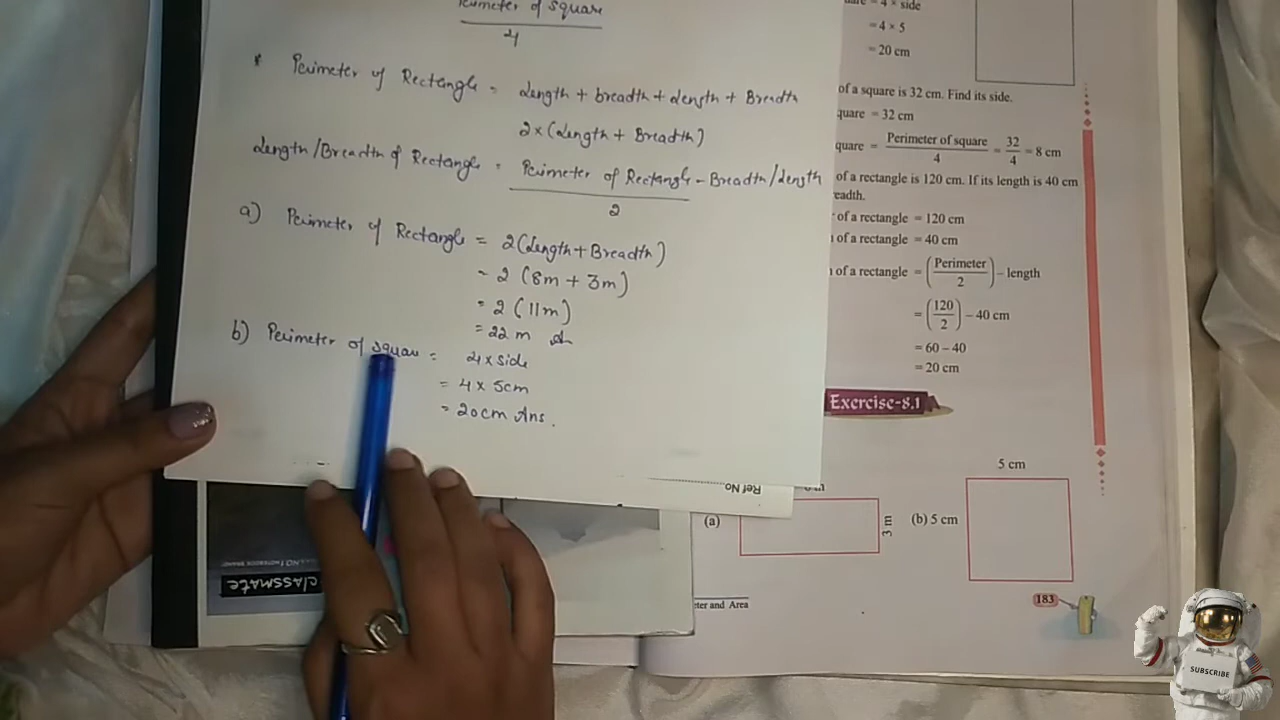 Perimeter of Square
4
* Perimeter of Rectangle = Length + breadth + Length + Breadth
2 × (Length + Breadth)
Length/Breadth of Rectangle = Perimeter of Rectangle - Breadth/Length
2
a) Perimeter of Rectangle = 2(Length + Breadth)
= 2 (8m + 3m)
= 2 (11m)
= 22 m
b) Perimeter of Square = 4 × side
= 4 × 5cm
= 20cm Ans.
= 4 × side
= 4 × 5
= 20 cm
of a square is 32 cm. Find its side.
quare = 32 cm
quare = Perimeter of square / 4 = 32 / 4 = 8 cm
of a rectangle is 120 cm. If its length is 40 cm
eadth.
of a rectangle = 120 cm
of a rectangle = 40 cm
of a rectangle = (Perimeter / 2) – length
= (120 / 2) – 40 cm
= 60 – 40
= 20 cm
Exercise-8.1
5 cm
(a)
3 m
(b) 5 cm
eter and Area
183
Ref No
classmate
SUBSCRIBE